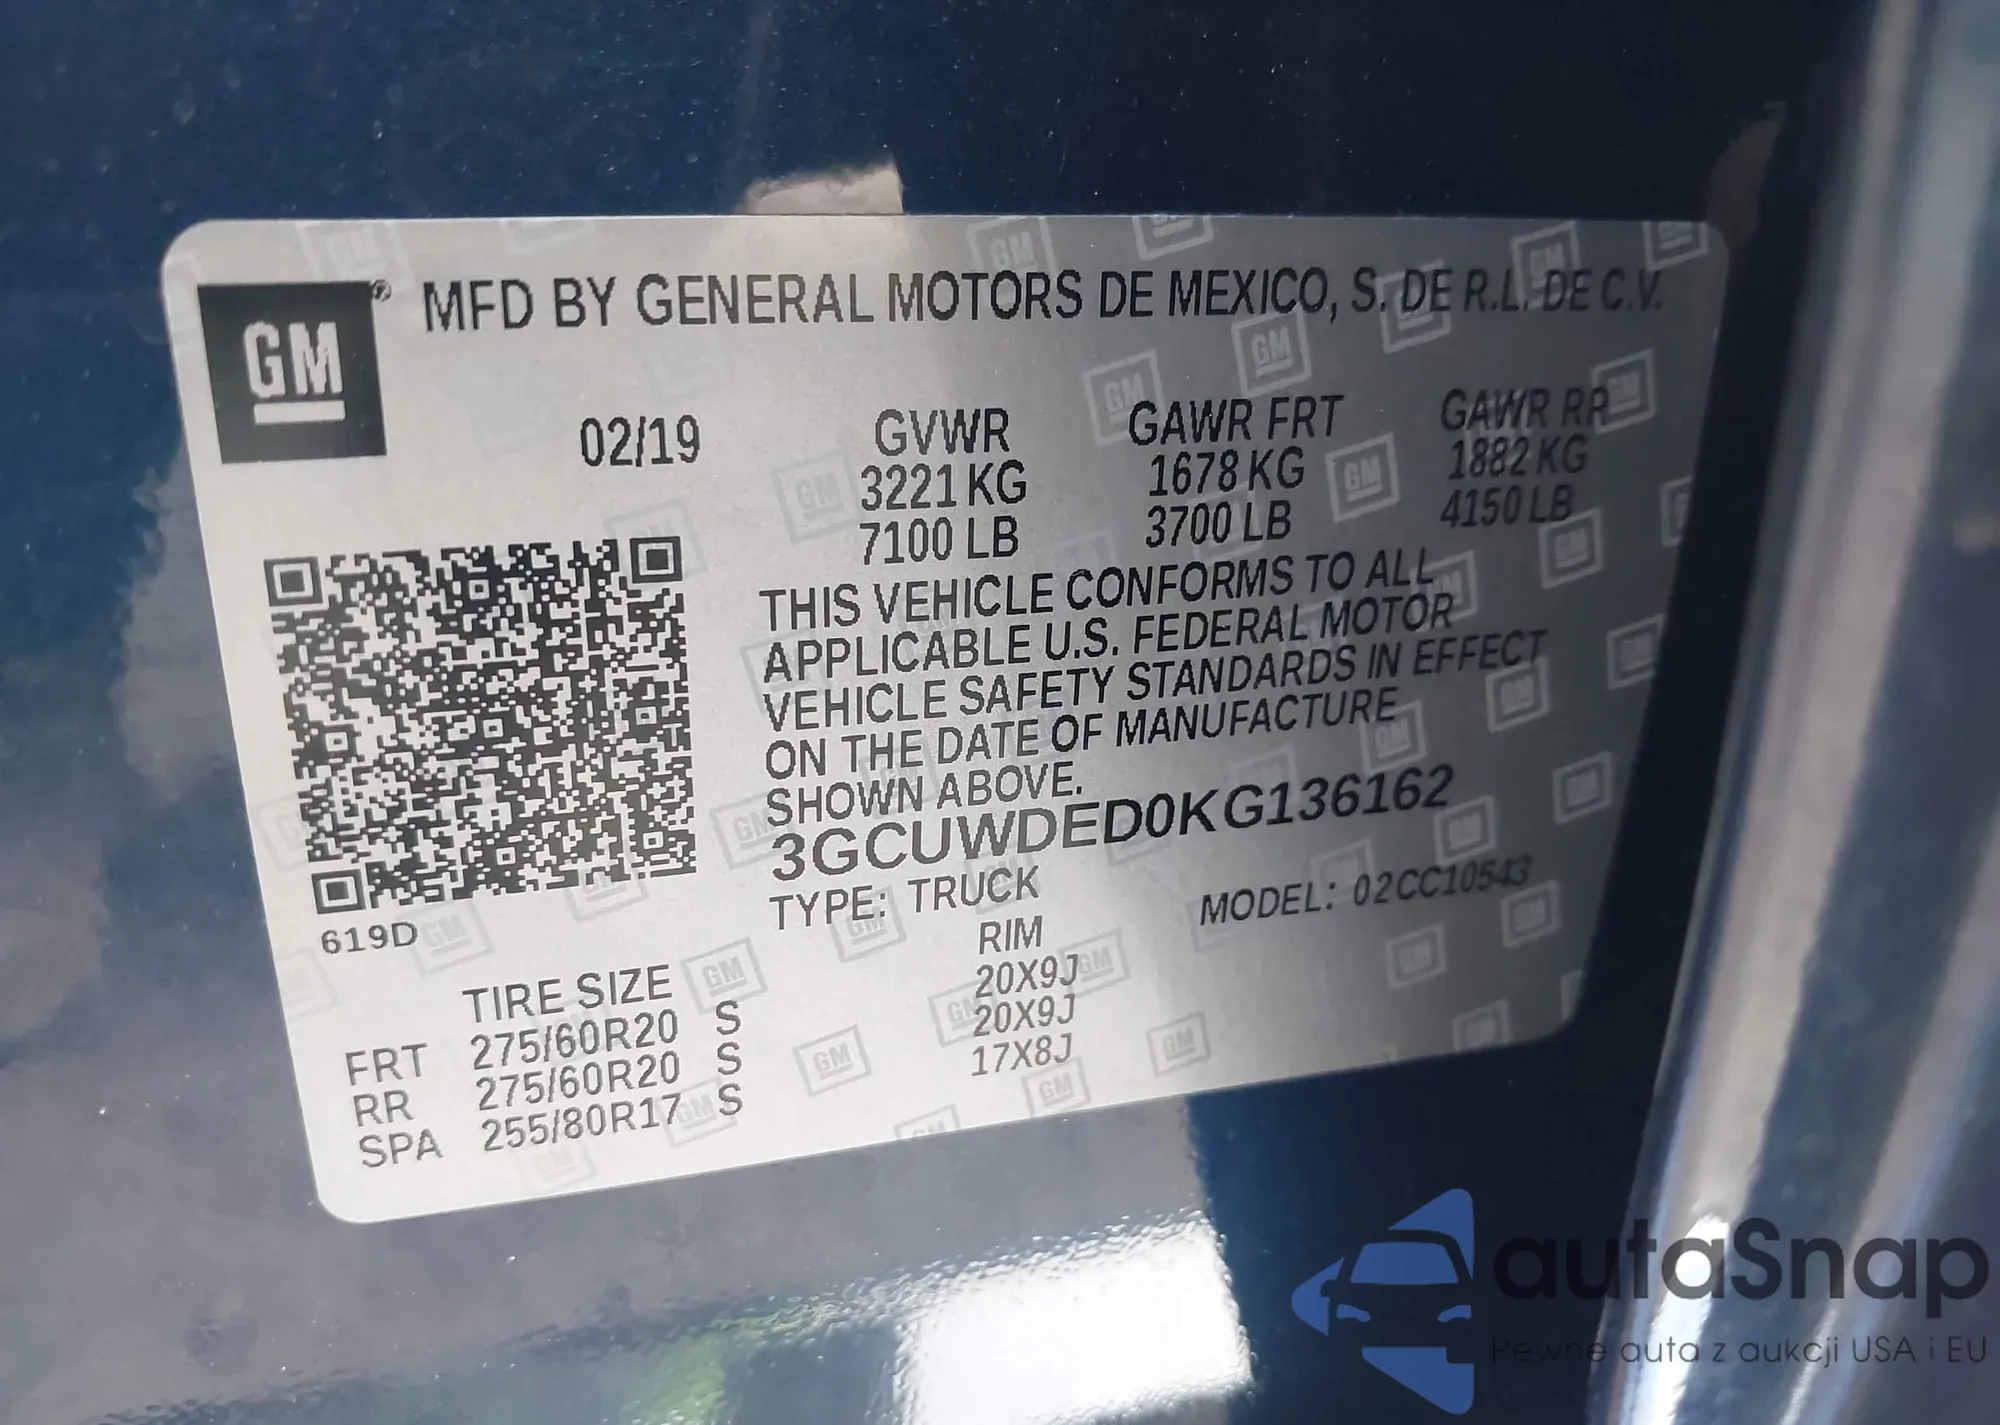 GM ® MFD BY GENERAL MOTORS DE MEXICO, S. DE R.L. DE C.V.
02/19 GVWR GAWR FRT GAWR RR
3221 KG 1678 KG 1882 KG
7100 LB 3700 LB 4150 LB
THIS VEHICLE CONFORMS TO ALL
APPLICABLE U.S. FEDERAL MOTOR
VEHICLE SAFETY STANDARDS IN EFFECT
ON THE DATE OF MANUFACTURE
SHOWN ABOVE.
3GCUWDED0KG136162
TYPE: TRUCK MODEL: 02CC10543
619D
TIRE SIZE RIM
FRT 275/60R20 S 20X9J
RR 275/60R20 S 20X9J
SPA 255/80R17 S 17X8J
autaSnap
Pewne auta z aukcji USA i EU